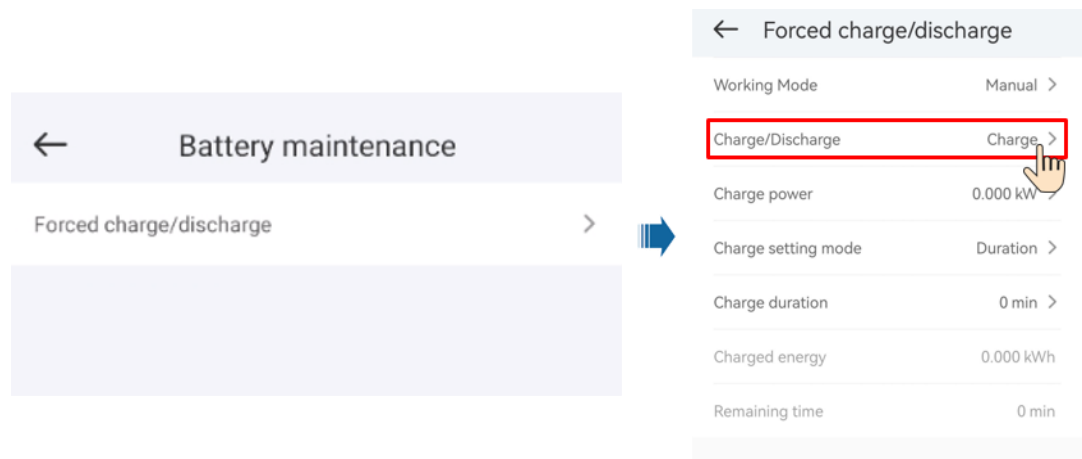 Battery maintenance
Forced charge/discharge
Forced charge/discharge
Working Mode Manual
Charge/Discharge Charge
Charge power 0.000 kW
Charge setting mode Duration
Charge duration 0 min
Charged energy 0.000 kWh
Remaining time 0 min